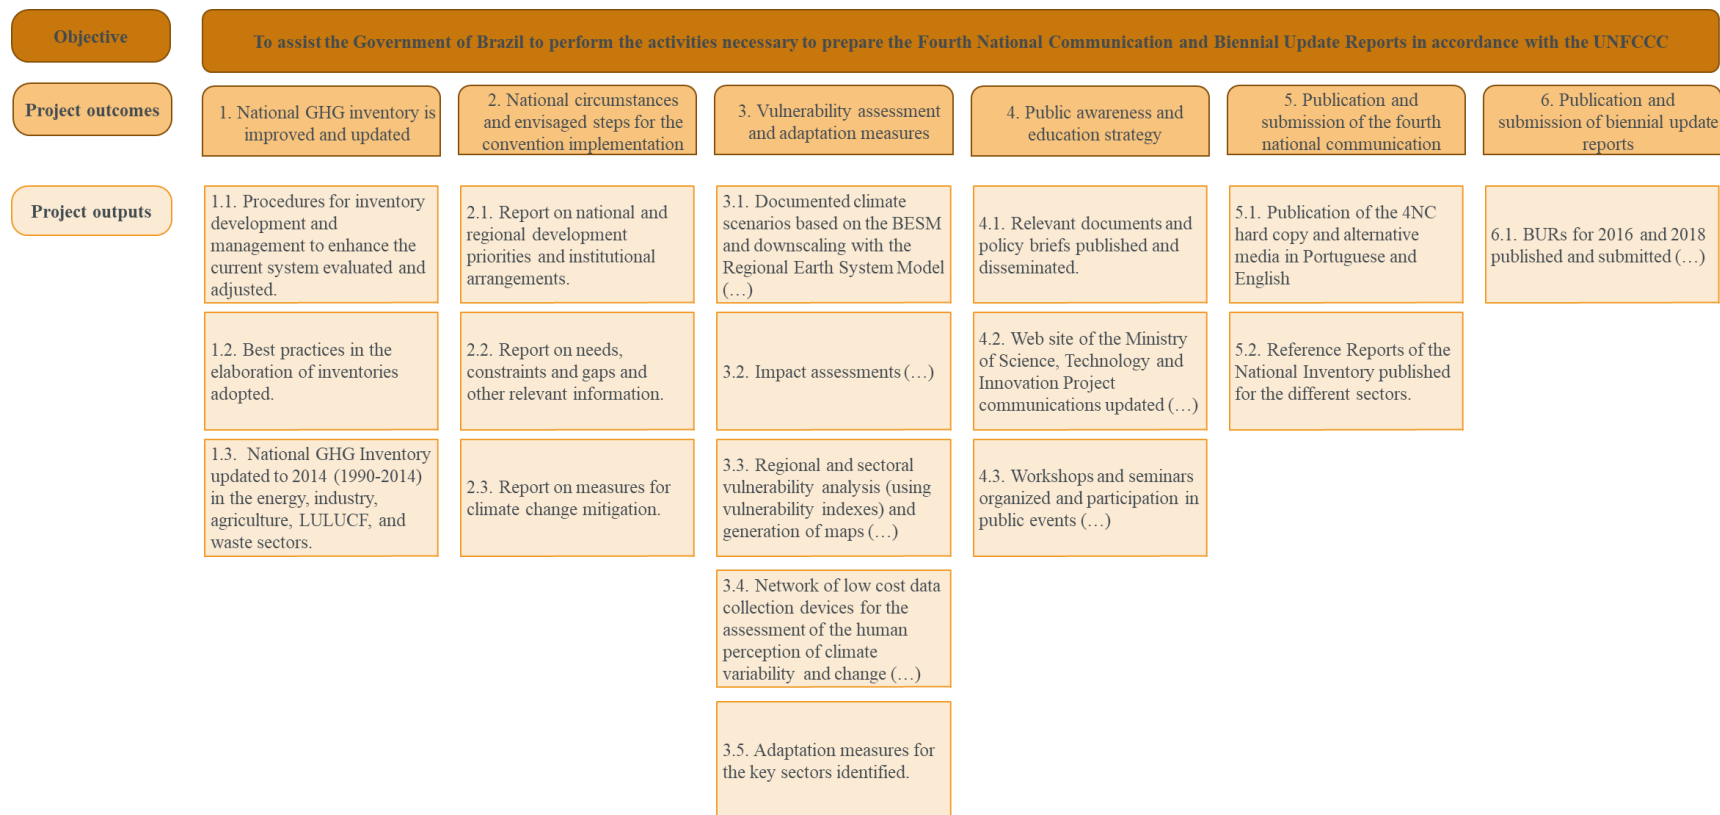 Objective
To assist the Government of Brazil to perform the activities necessary to prepare the Fourth National Communication and Biennial Update Reports in accordance with the UNFCCC
Project outcomes
1. National GHG inventory is
improved and updated
2. National circumstances
and envisaged steps for the
convention implementation
3. Vulnerability assessment
and adaptation measures
4. Public awareness and
education strategy
5. Publication and
submission of the fourth
national communication
6. Publication and
submission of biennial update
reports
Project outputs
1.1. Procedures for inventory
development and
management to enhance the
current system evaluated and
adjusted.
2.1. Report on national and
regional development
priorities and institutional
arrangements.
3.1. Documented climate
scenarios based on the BESM
and downscaling with the
Regional Earth System Model
(…)
4.1. Relevant documents and
policy briefs published and
disseminated.
5.1. Publication of the 4NC
hard copy and alternative
media in Portuguese and
English
6.1. BURs for 2016 and 2018
published and submitted (…)
1.2. Best practices in the
elaboration of inventories
adopted.
2.2. Report on needs,
constraints and gaps and
other relevant information.
3.2. Impact assessments (…)
4.2. Web site of the Ministry
of Science, Technology and
Innovation Project
communications updated (…)
5.2. Reference Reports of the
National Inventory published
for the different sectors.
1.3. National GHG Inventory
updated to 2014 (1990-2014)
in the energy, industry,
agriculture, LULUCF, and
waste sectors.
2.3. Report on measures for
climate change mitigation.
3.3. Regional and sectoral
vulnerability analysis (using
vulnerability indexes) and
generation of maps (…)
4.3. Workshops and seminars
organized and participation in
public events (…)
3.4. Network of low cost data
collection devices for the
assessment of the human
perception of climate
variability and change (…)
3.5. Adaptation measures for
the key sectors identified.